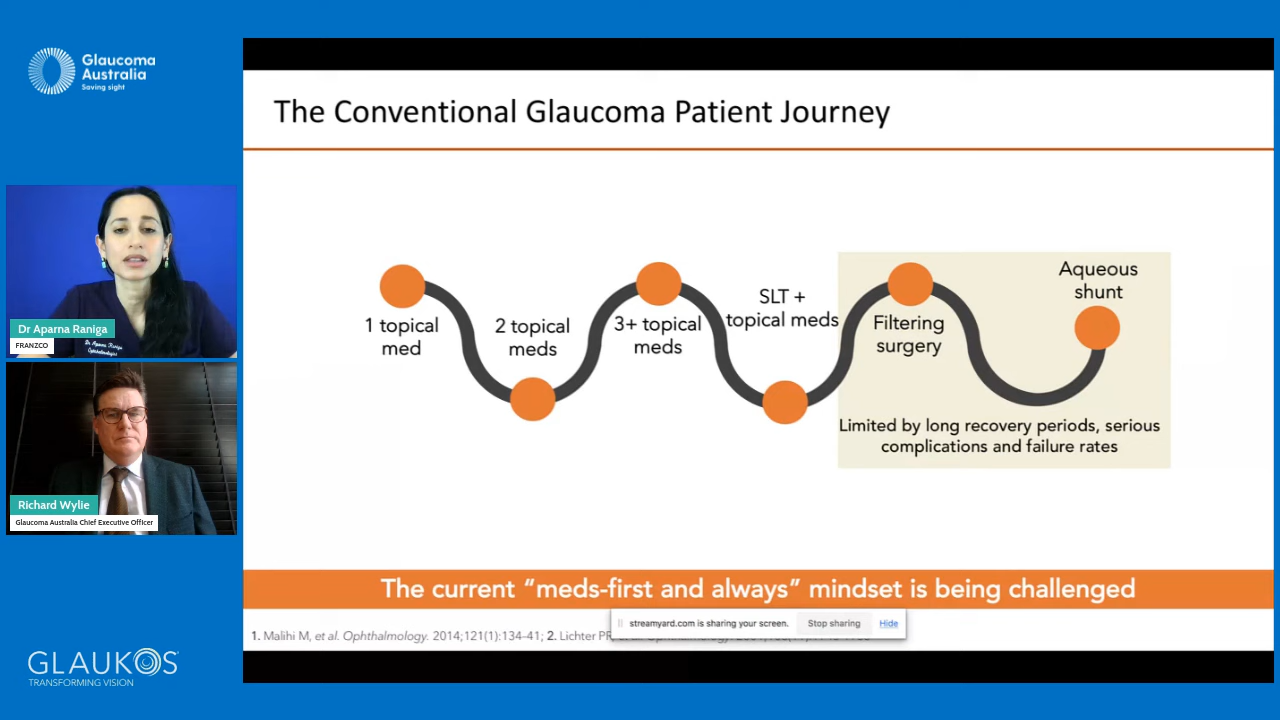 Glaucoma
Australia
Saving sight
The Conventional Glaucoma Patient Journey
1 topical
med
2 topical
meds
3+ topical
meds
SLT +
topical meds
Filtering
surgery
Aqueous
shunt
Limited by long recovery periods, serious
complications and failure rates
The current “meds-first and always” mindset is being challenged
streamyard.com is sharing your screen.
Stop sharing
Hide
1. Malihi M, et al. Ophthalmology. 2014;121(1):134-41; 2. Lichter PR
Dr Aparna Raniga
Ophthalmologist
Dr Aparna Raniga
FRANZCO
Richard Wylie
Glaucoma Australia Chief Executive Officer
GLAUKOS
TRANSFORMING VISION